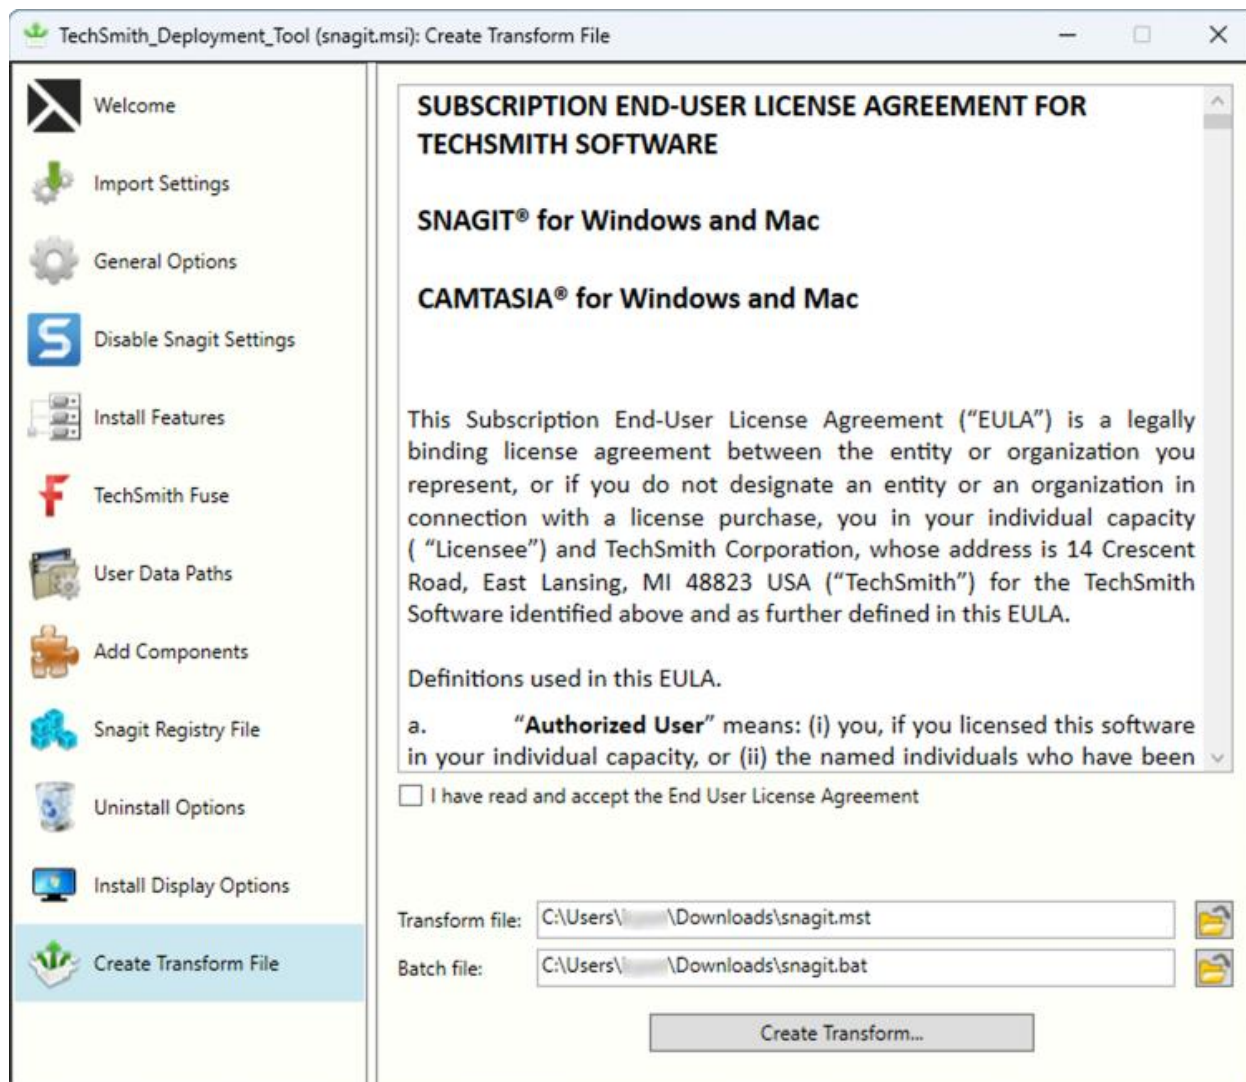 TechSmith_Deployment_Tool (snagit.msi): Create Transform File
Welcome
Import Settings
General Options
Disable Snagit Settings
Install Features
TechSmith Fuse
User Data Paths
Add Components
Snagit Registry File
Uninstall Options
Install Display Options
Create Transform File
SUBSCRIPTION END-USER LICENSE AGREEMENT FOR
TECHSMITH SOFTWARE
SNAGIT® for Windows and Mac
CAMTASIA® for Windows and Mac
This Subscription End-User License Agreement (“EULA”) is a legally
binding license agreement between the entity or organization you
represent, or if you do not designate an entity or an organization in
connection with a license purchase, you in your individual capacity
( “Licensee”) and TechSmith Corporation, whose address is 14 Crescent
Road, East Lansing, MI 48823 USA (“TechSmith”) for the TechSmith
Software identified above and as further defined in this EULA.
Definitions used in this EULA.
a. “Authorized User” means: (i) you, if you licensed this software
in your individual capacity, or (ii) the named individuals who have been
I have read and accept the End User License Agreement
Transform file: C:\Users\ \Downloads\snagit.mst
Batch file: C:\Users\ \Downloads\snagit.bat
Create Transform...